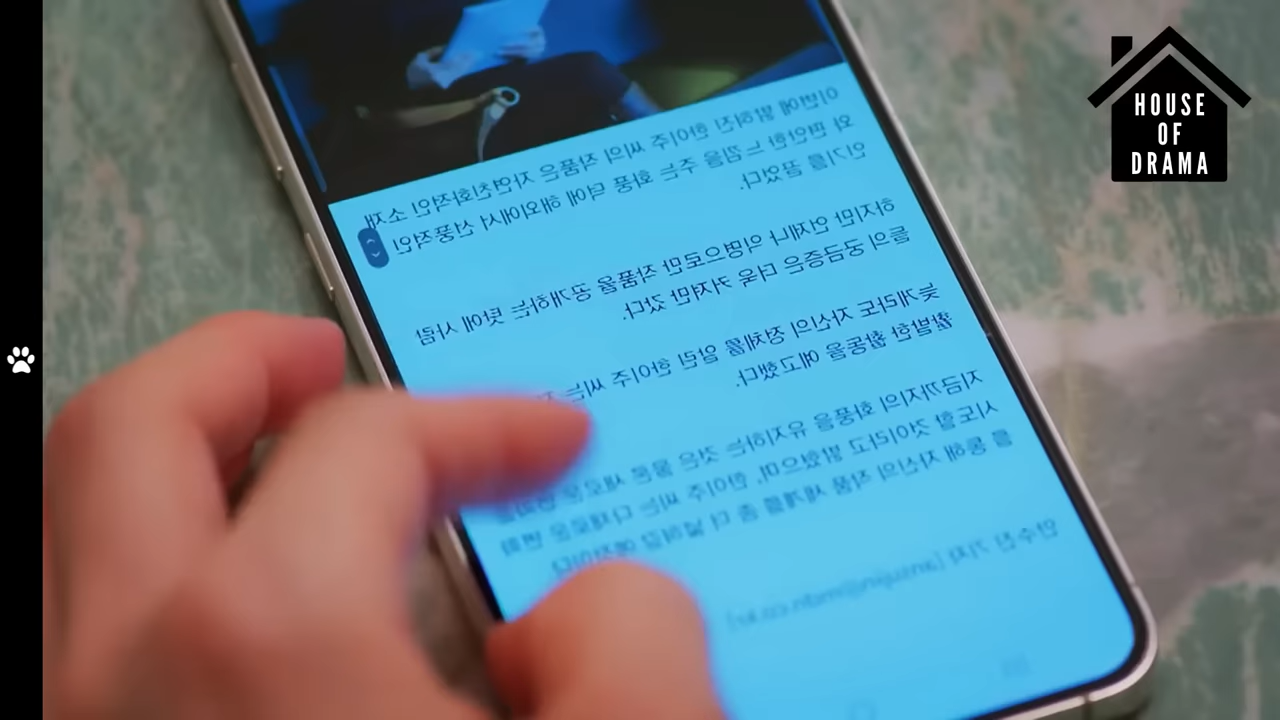 HOUSE
OF
DRAMA
이번에 밝혀진 한이주 씨의 작품은 자연친화적인 소재
와 편안한 느낌을 주는 화풍 덕에 해외에서 선풍적인
인기를 끌었다.
하지만 언제나 익명으로만 작품을 공개하는 탓에 사람
들의 궁금증은 더욱 커져만 갔다.
늦게라도 자신의 정체를 알린 한이주 씨는
활발한 활동을 예고했다.
지금까지의 화풍을 유지하는 것은 물론 새로운
시도할 것이라고 밝혔으며, 한이주 씨는 다채로운 변화
를 통해 자신의 작품 세계를 좀 더 넓혀갈 예정이다
안수진 기자